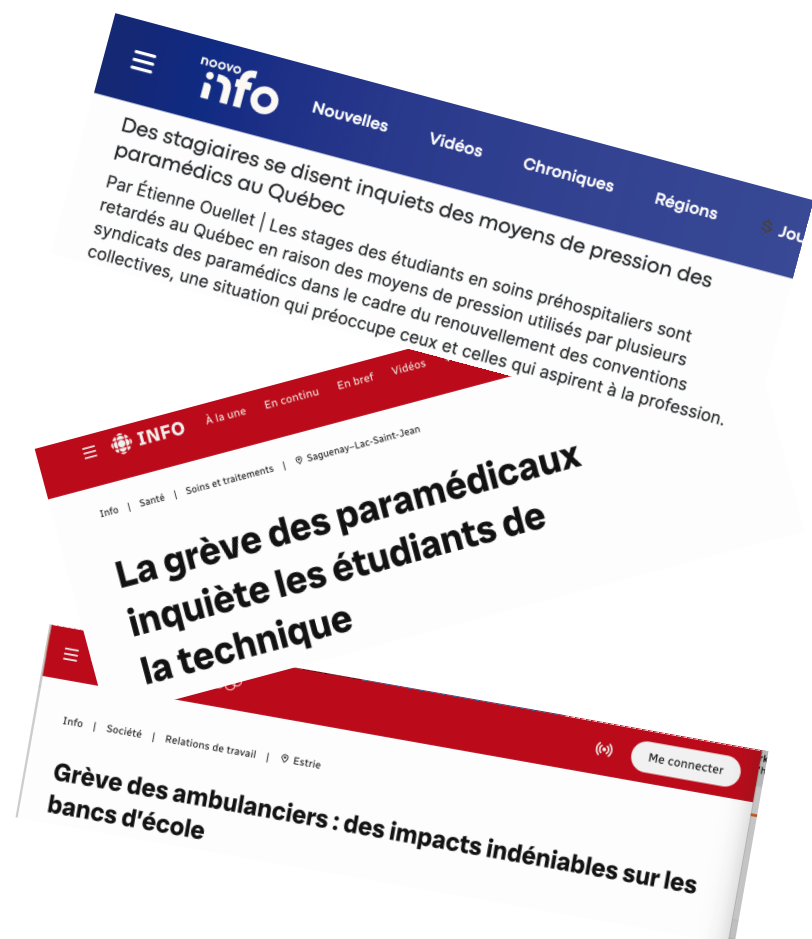 noovo
info
Nouvelles
Vidéos
Chroniques
Régions
$ Jou
Des stagiaires se disent inquiets des moyens de pression des
paramédics au Québec
Par Étienne Ouellet | Les stages des étudiants en soins préhospitaliers sont
retardés au Québec en raison des moyens de pression utilisés par plusieurs
syndicats des paramédics dans le cadre du renouvellement des conventions
collectives, une situation qui préoccupe ceux et celles qui aspirent à la profession.
INFO
À la une
En continu
En bref
Vidéos
Info | Santé | Soins et traitements | Saguenay–Lac-Saint-Jean
La grève des paramédicaux
inquiète les étudiants de
la technique
Me connecter
Info | Société | Relations de travail | Estrie
Grève des ambulanciers : des impacts indéniables sur les
bancs d'école